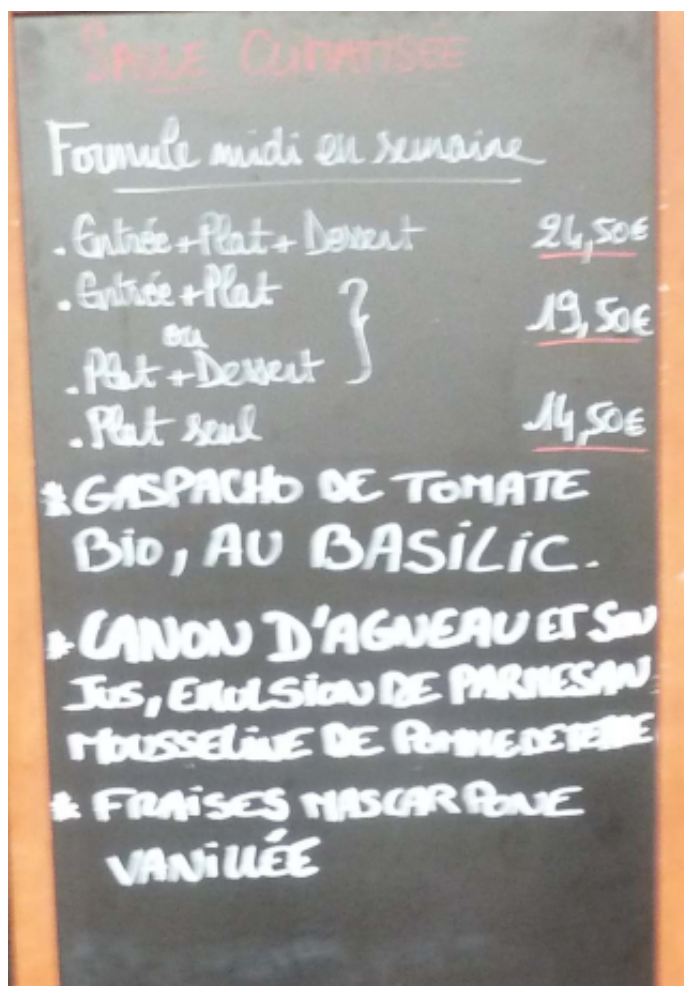 SALLE CLIMATISÉE
Formule midi en semaine
. Entrée + Plat + Dessert 24,50€
. Entrée + Plat
ou 19,50€
. Plat + Dessert
. Plat seul 14,50€
* GASPACHO DE TOMATE
BiO, AU BASiLiC.
* CANON D'AGNEAU ET SON
JUS, EMULSiON DE PARMESAN
MOUSSELiNE DE POMME DE TERRE
* FRAiSES MASCARPONE
VANiLLÉE